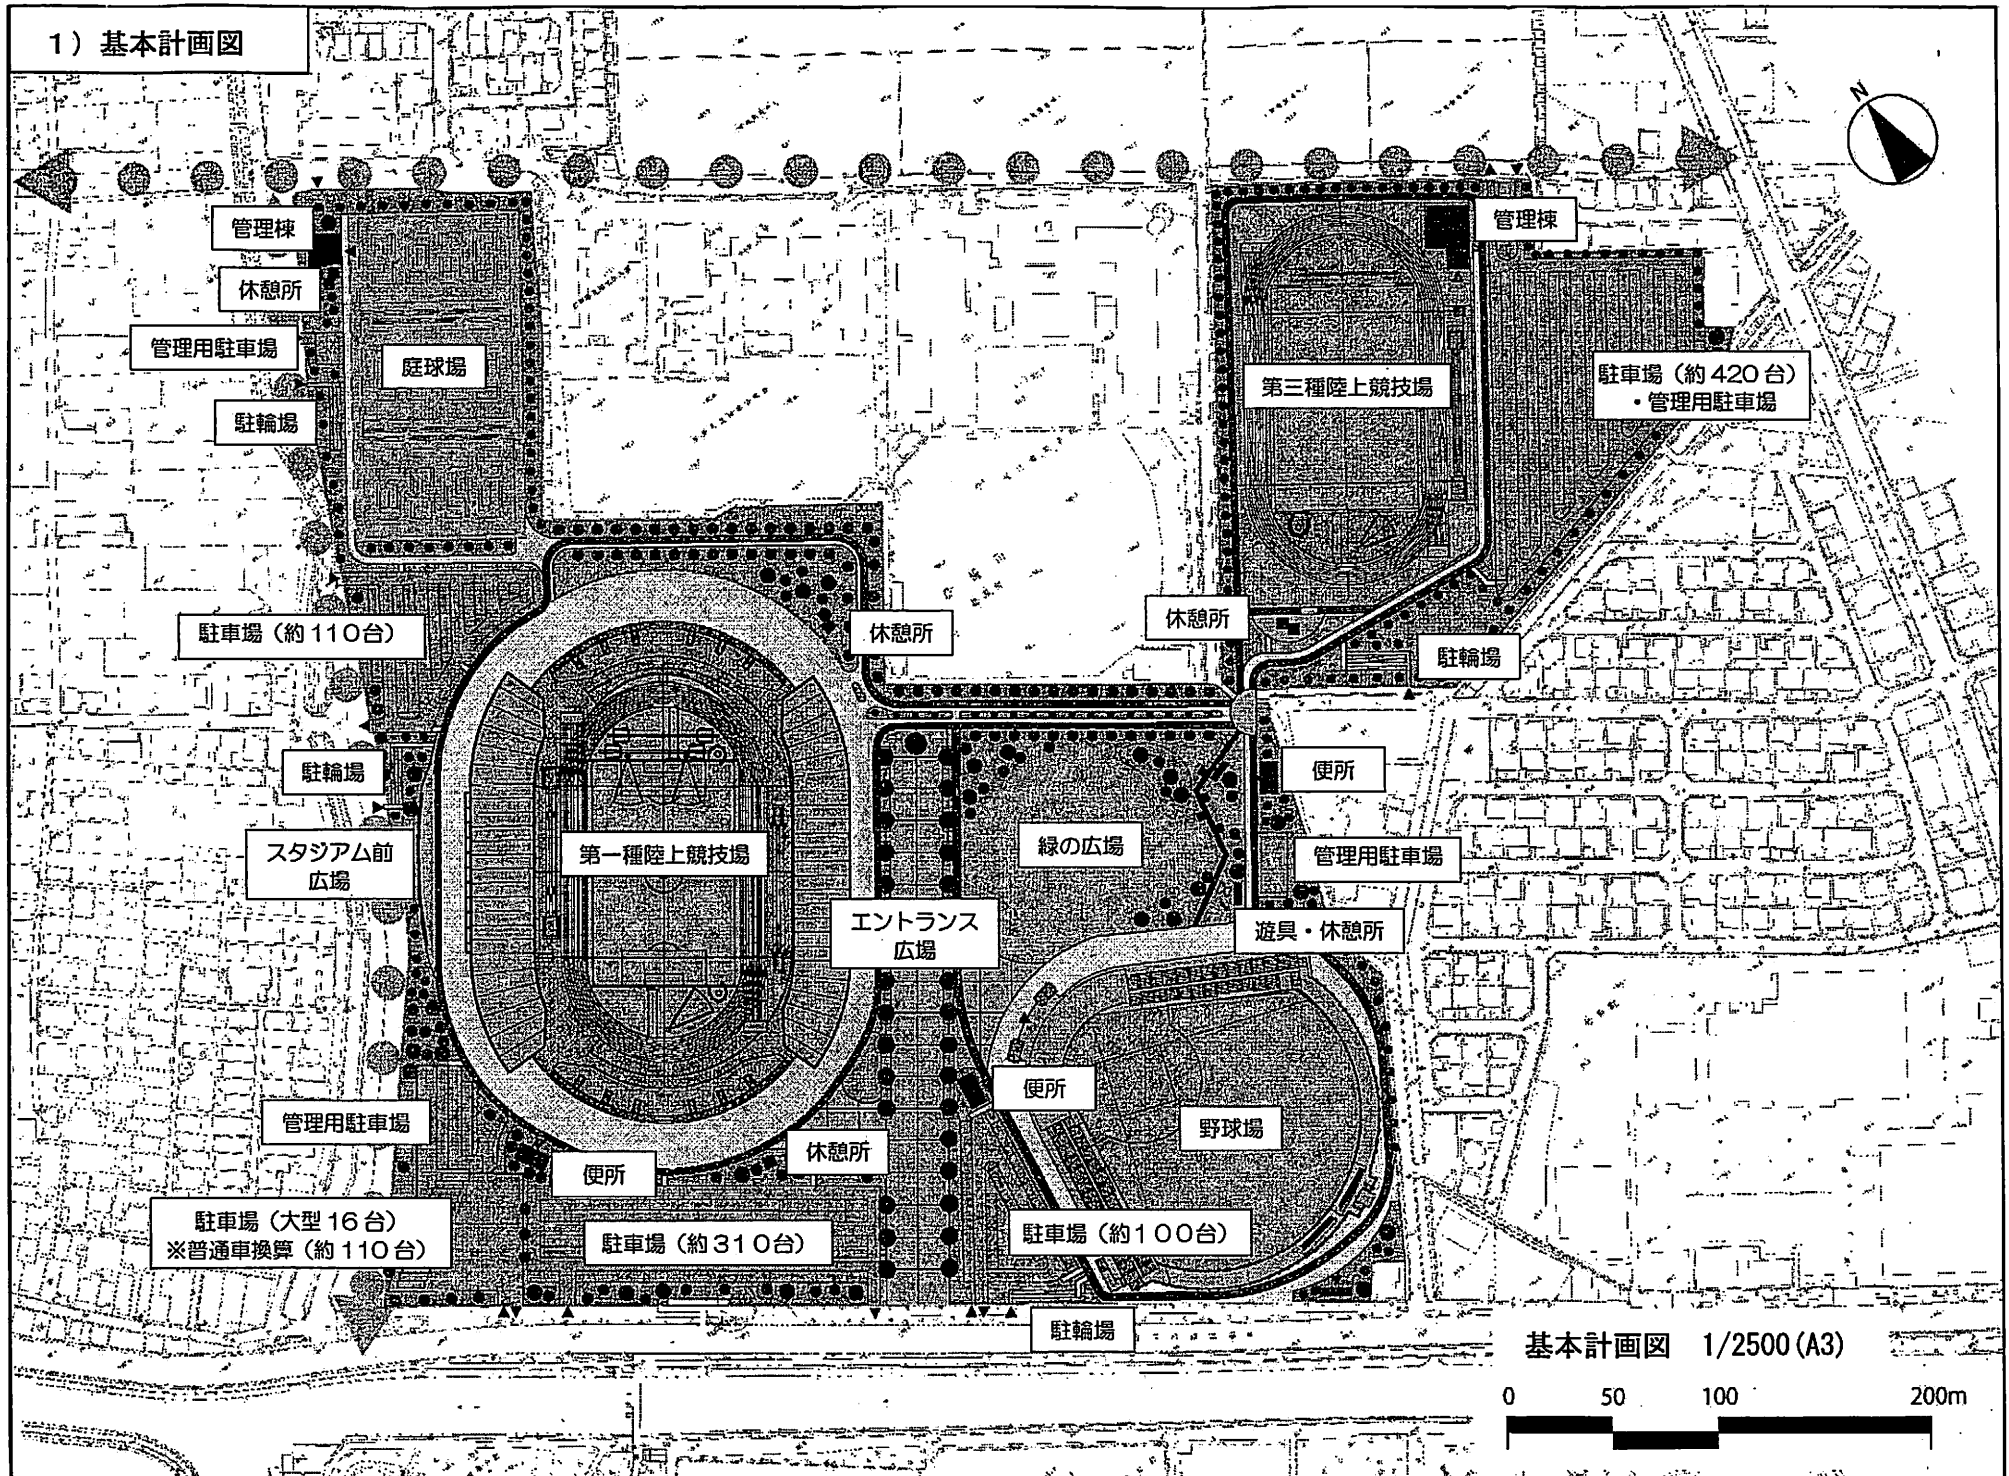 1）基本計画図
N
管理棟
管理棟
休憩所
管理用駐車場
庭球場
駐輪場
第三種陸上競技場
駐車場（約420台）
・管理用駐車場
駐車場（約110台）
休憩所
休憩所
駐輪場
駐輪場
便所
スタジアム前
広場
第一種陸上競技場
緑の広場
管理用駐車場
エントランス
広場
遊具・休憩所
管理用駐車場
便所
野球場
便所
休憩所
駐車場（大型16台）
※普通車換算（約110台）
駐車場（約310台）
駐車場（約100台）
駐輪場
基本計画図 1/2500(A3)
0 50 100 200m